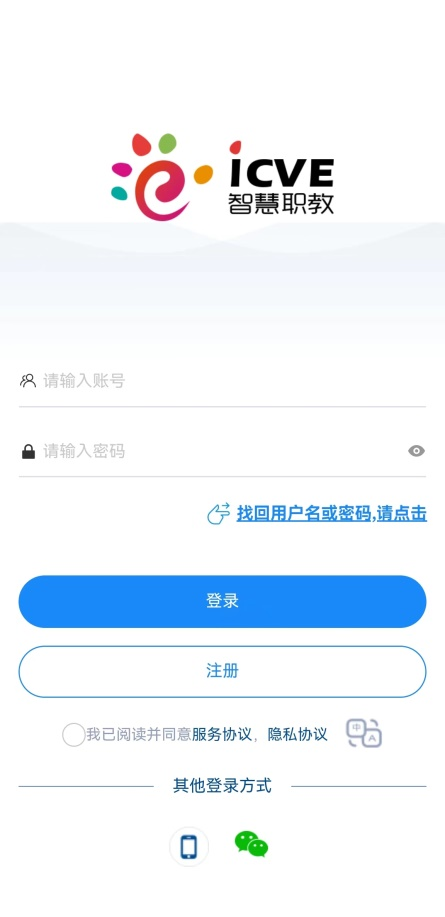 iCVE
智慧职教
请输入账号
请输入密码
找回用户名或密码,请点击
登录
注册
我已阅读并同意服务协议，隐私协议
中 A
其他登录方式